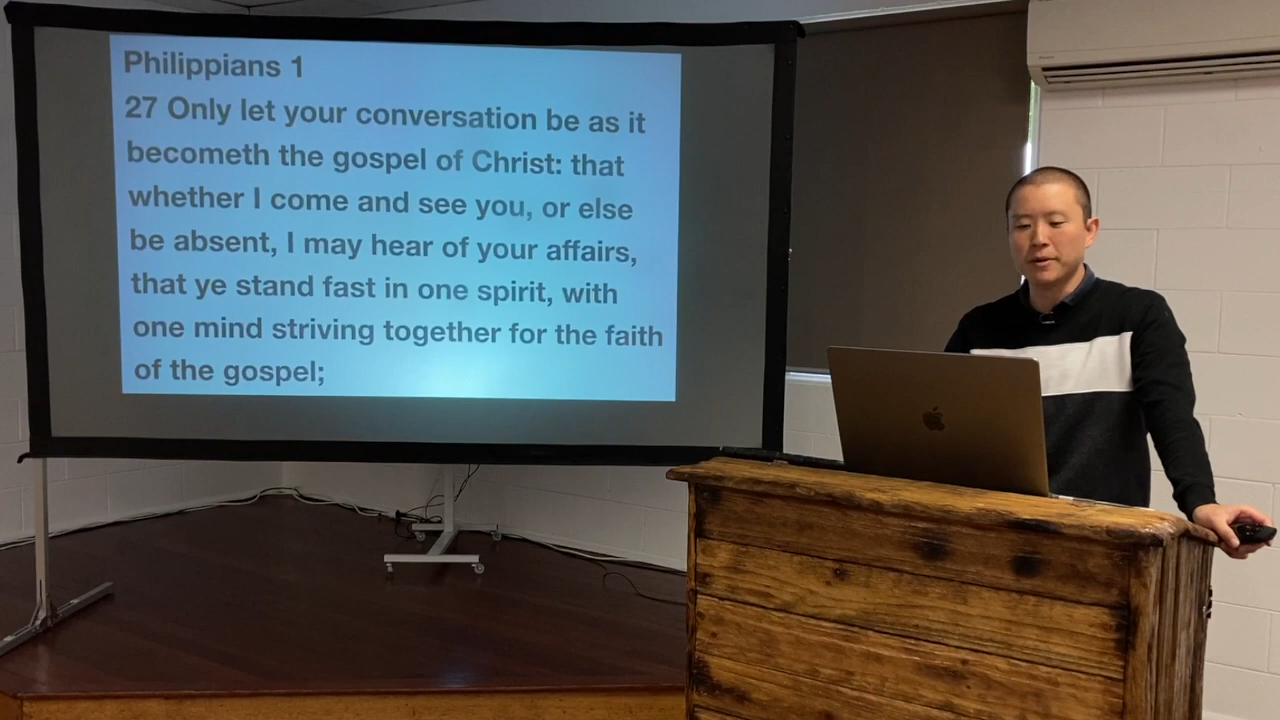 Philippians 1
27 Only let your conversation be as it
becometh the gospel of Christ: that
whether I come and see you, or else
be absent, I may hear of your affairs,
that ye stand fast in one spirit, with
one mind striving together for the faith
of the gospel;